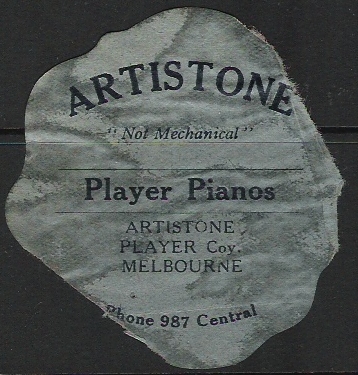 ARTISTONE
"Not Mechanical"
Player Pianos
ARTISTONE
PLAYER Coy.
MELBOURNE
Phone 987 Central